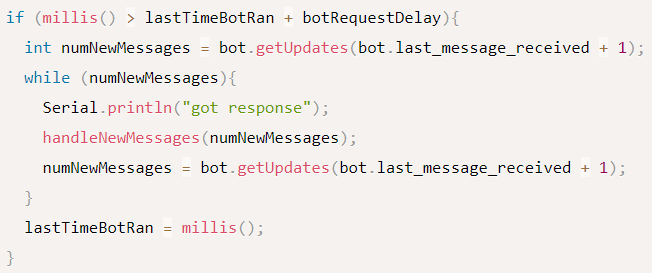 if (millis() > lastTimeBotRan + botRequestDelay){
  int numNewMessages = bot.getUpdates(bot.last_message_received + 1);
  while (numNewMessages){
    Serial.println("got response");
    handleNewMessages(numNewMessages);
    numNewMessages = bot.getUpdates(bot.last_message_received + 1);
  }
  lastTimeBotRan = millis();
}